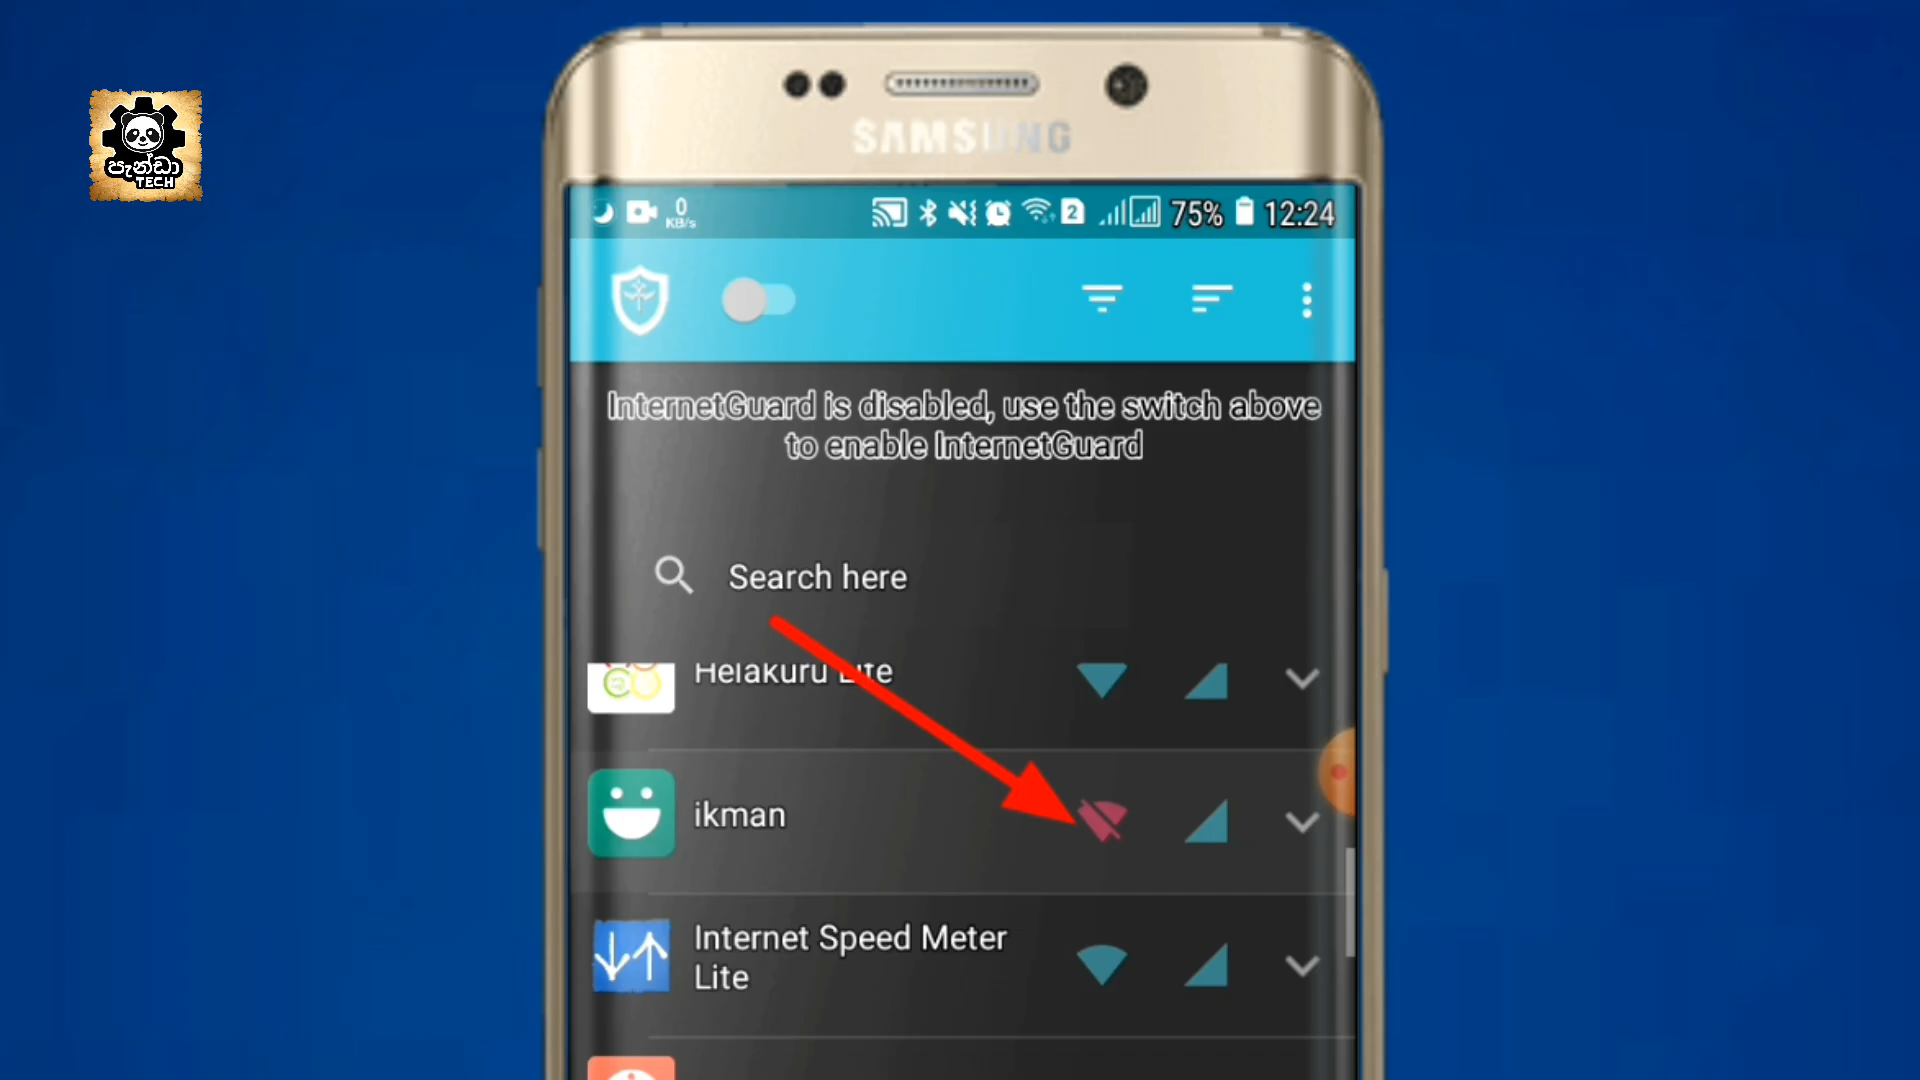 පැන්ඩා
TECH
SAMSUNG
0
KB/s
2
75%
12:24
InternetGuard is disabled, use the switch above
to enable InternetGuard
Search here
Helakuru Lite
ikman
Internet Speed Meter
Lite